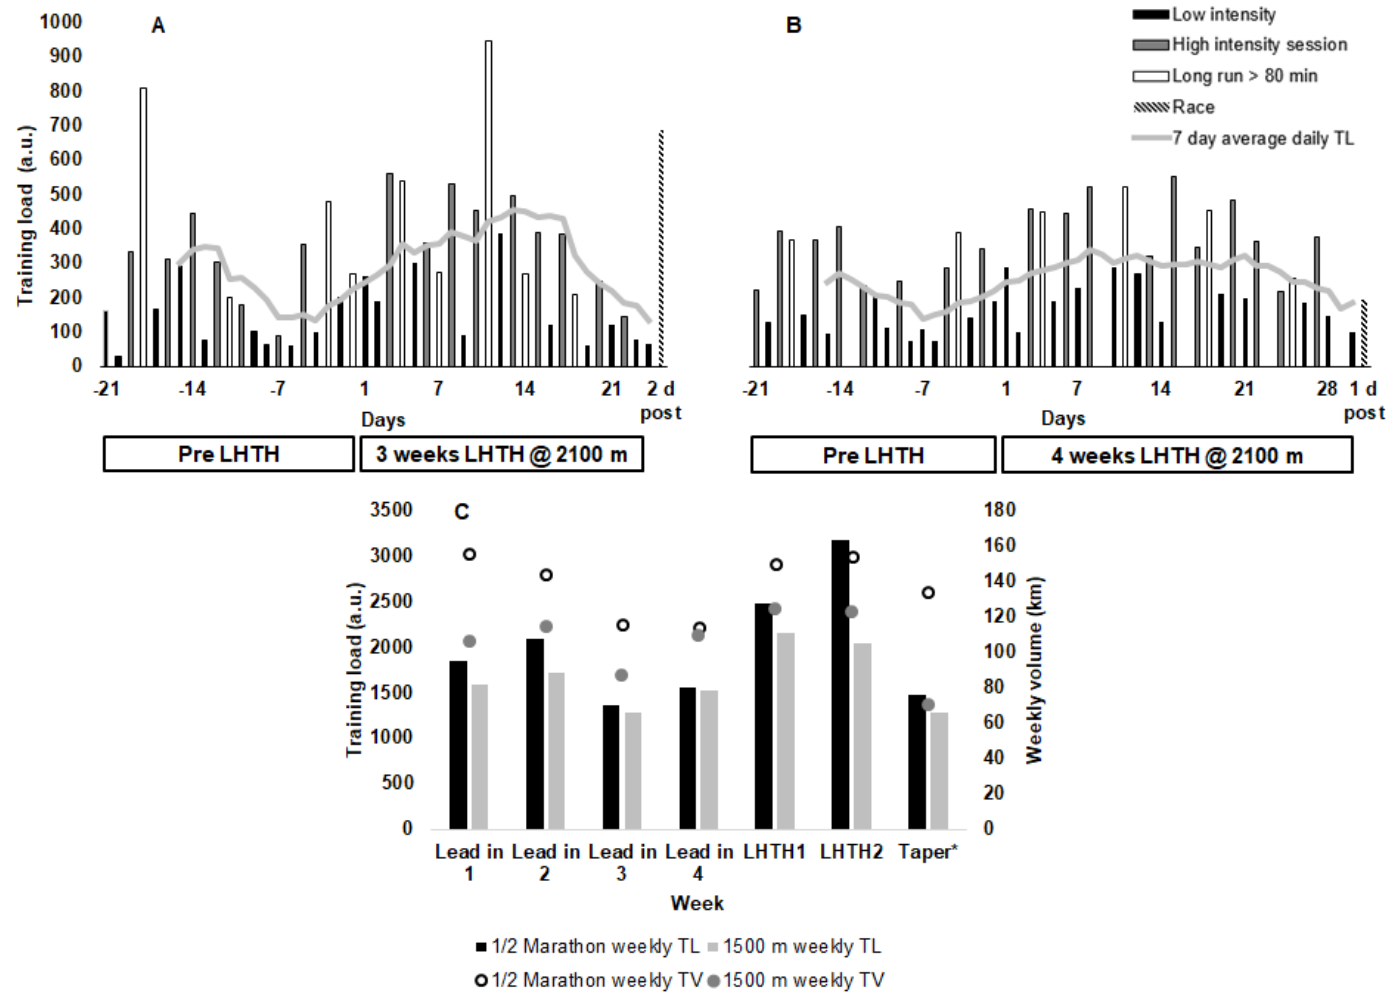 A
1000
900
800
700
600
500
400
300
200
100
0
Training load (a.u.)
-21 -14 -7 1 7 14 21 2 d post
Days
Pre LHTH
3 weeks LHTH @ 2100 m
B
Low intensity
High intensity session
Long run > 80 min
Race
7 day average daily TL
-21 -14 -7 1 7 14 21 28 1 d post
Days
Pre LHTH
4 weeks LHTH @ 2100 m
C
3500
3000
2500
2000
1500
1000
500
0
Training load (a.u.)
180
160
140
120
100
80
60
40
20
0
Weekly volume (km)
Lead in Lead in Lead in Lead in LHTH1 LHTH2 Taper*
1 2 3 4
Week
1/2 Marathon weekly TL 1500 m weekly TL
1/2 Marathon weekly TV 1500 m weekly TV